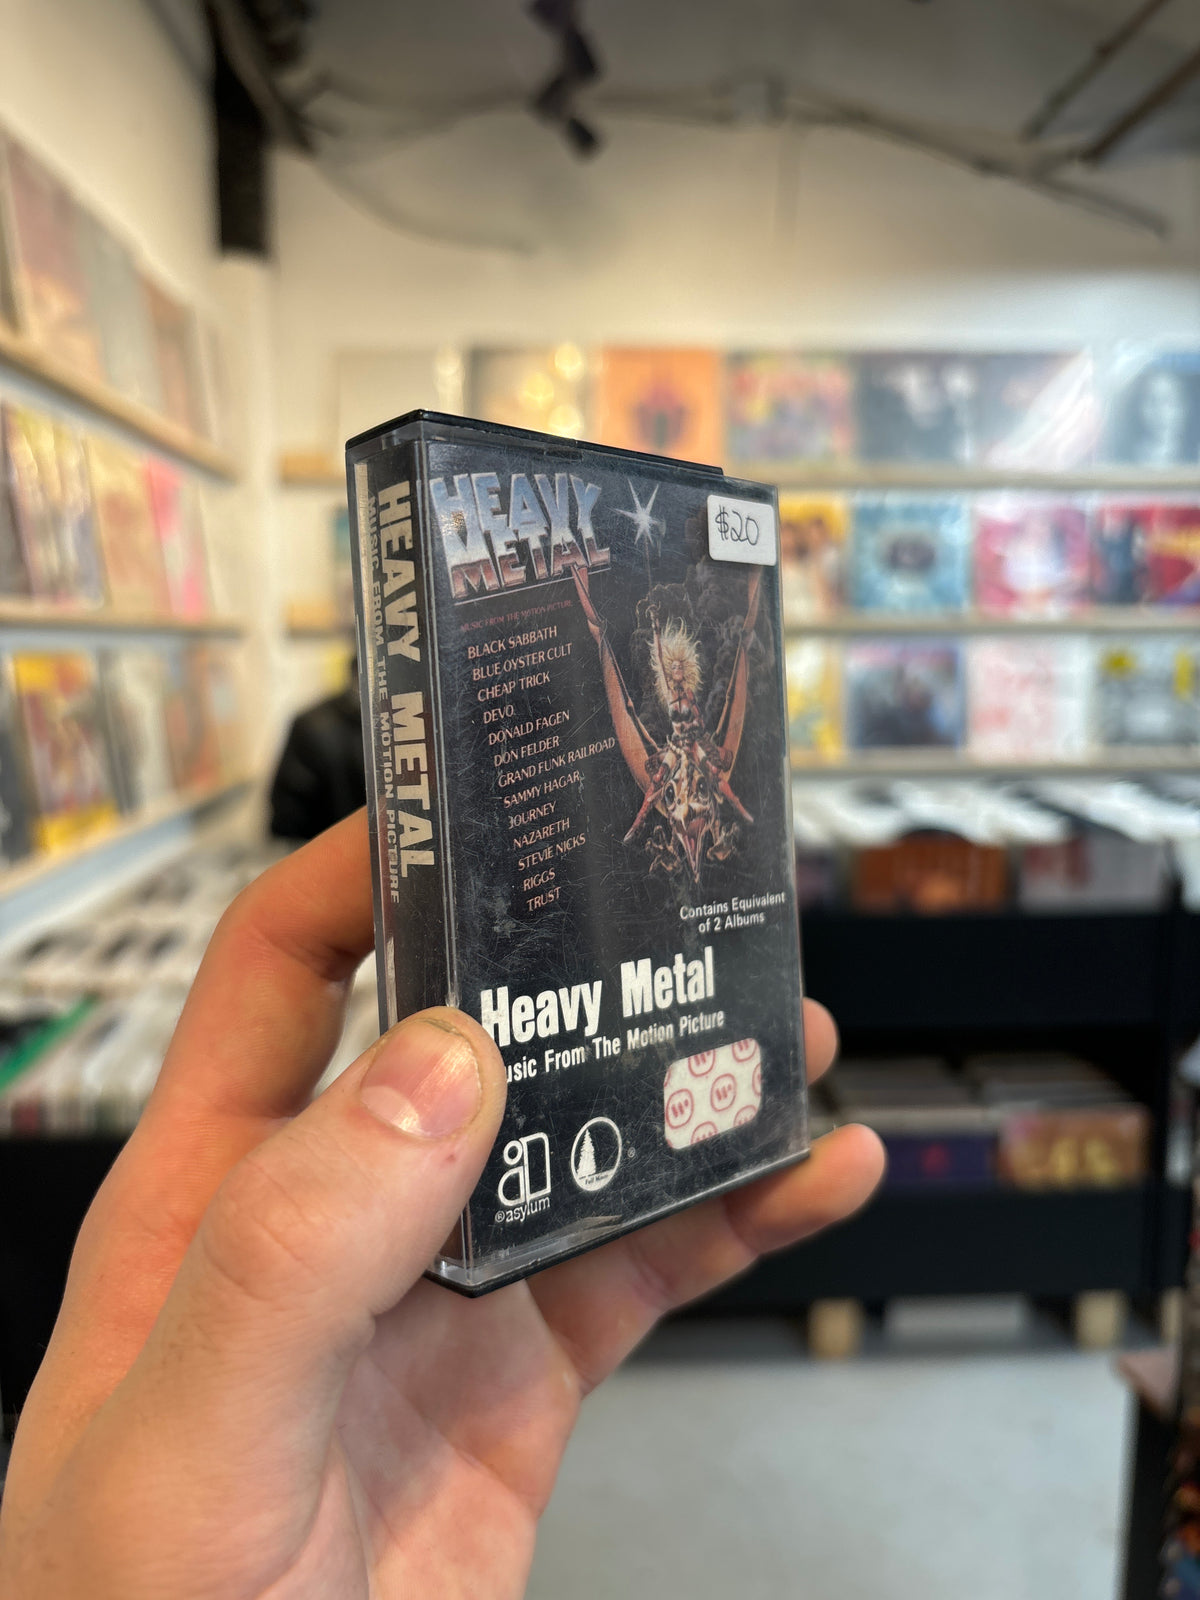 HEAVY METAL
MUSIC FROM THE MOTION PICTURE
HEAVY
METAL
$20
MUSIC FROM THE MOTION PICTURE
BLACK SABBATH
BLUE OYSTER CULT
CHEAP TRICK
DEVO
DONALD FAGEN
DON FELDER
GRAND FUNK RAILROAD
SAMMY HAGAR
JOURNEY
NAZARETH
STEVIE NICKS
RIGGS
TRUST
Contains Equivalent
of 2 Albums
Heavy Metal
usic From The Motion Picture
® asylum
Full Moon
®